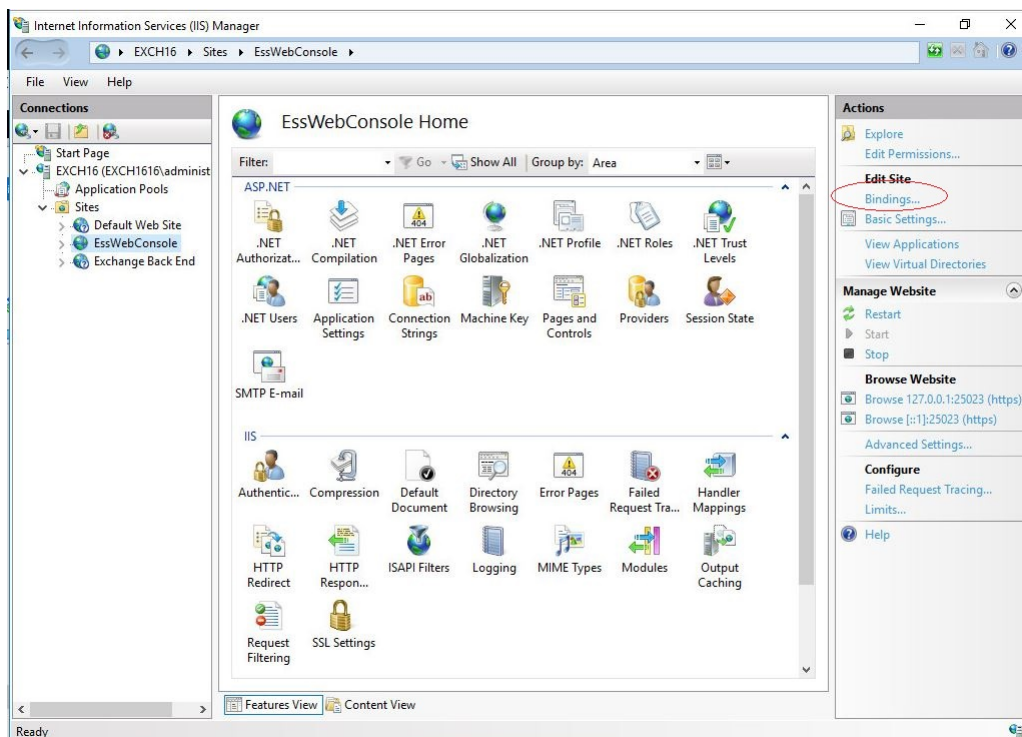 Internet Information Services (IIS) Manager
EXCH16 Sites EssWebConsole
File View Help
Connections
Start Page
EXCH16 (EXCH1616\administ
Application Pools
Sites
Default Web Site
EssWebConsole
Exchange Back End
EssWebConsole Home
Filter: Go Show All Group by: Area
ASP.NET
.NET Authorizat...
.NET Compilation
.NET Error Pages
.NET Globalization
.NET Profile
.NET Roles
.NET Trust Levels
.NET Users
Application Settings
Connection Strings
Machine Key
Pages and Controls
Providers
Session State
SMTP E-mail
IIS
Authentic...
Compression
Default Document
Directory Browsing
Error Pages
Failed Request Tra...
Handler Mappings
HTTP Redirect
HTTP Respon...
ISAPI Filters
Logging
MIME Types
Modules
Output Caching
Request Filtering
SSL Settings
Features View Content View
Actions
Explore
Edit Permissions...
Edit Site
Bindings...
Basic Settings...
View Applications
View Virtual Directories
Manage Website
Restart
Start
Stop
Browse Website
Browse 127.0.0.1:25023 (https)
Browse [::1]:25023 (https)
Advanced Settings...
Configure
Failed Request Tracing...
Limits...
Help
Ready